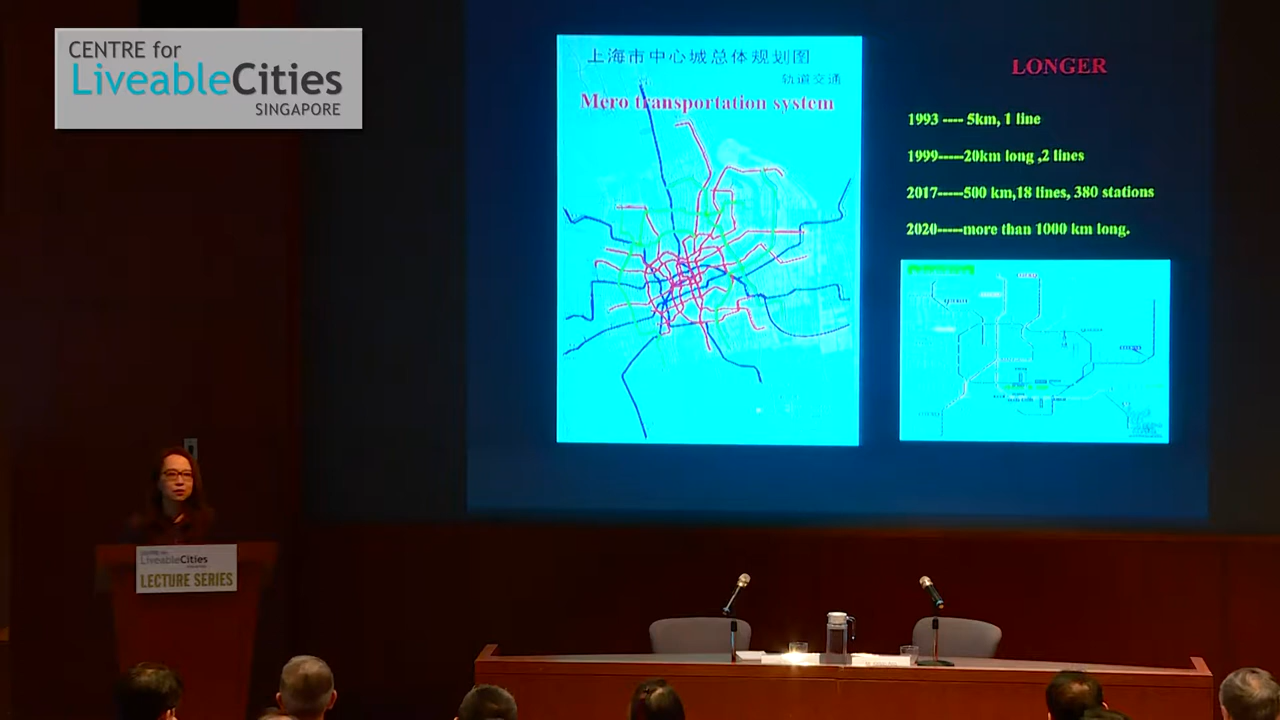 CENTRE for
LiveableCities
SINGAPORE
上海市中心城总体规划图
轨道交通
Mero transportation system
LONGER
1993 ---- 5km, 1 line
1999-----20km long ,2 lines
2017-----500 km,18 lines, 380 stations
2020-----more than 1000 km long.
CENTRE for
LiveableCities
LECTURE SERIES